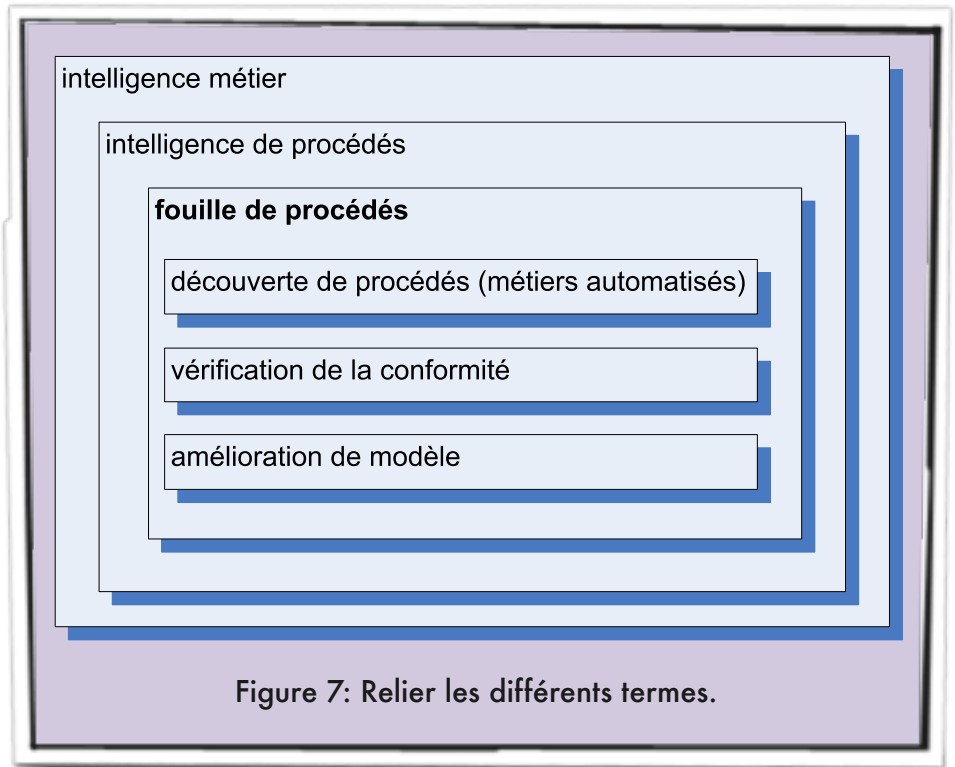 intelligence métier
intelligence de procédés
fouille de procédés
découverte de procédés (métiers automatisés)
vérification de la conformité
amélioration de modèle
Figure 7: Relier les différents termes.